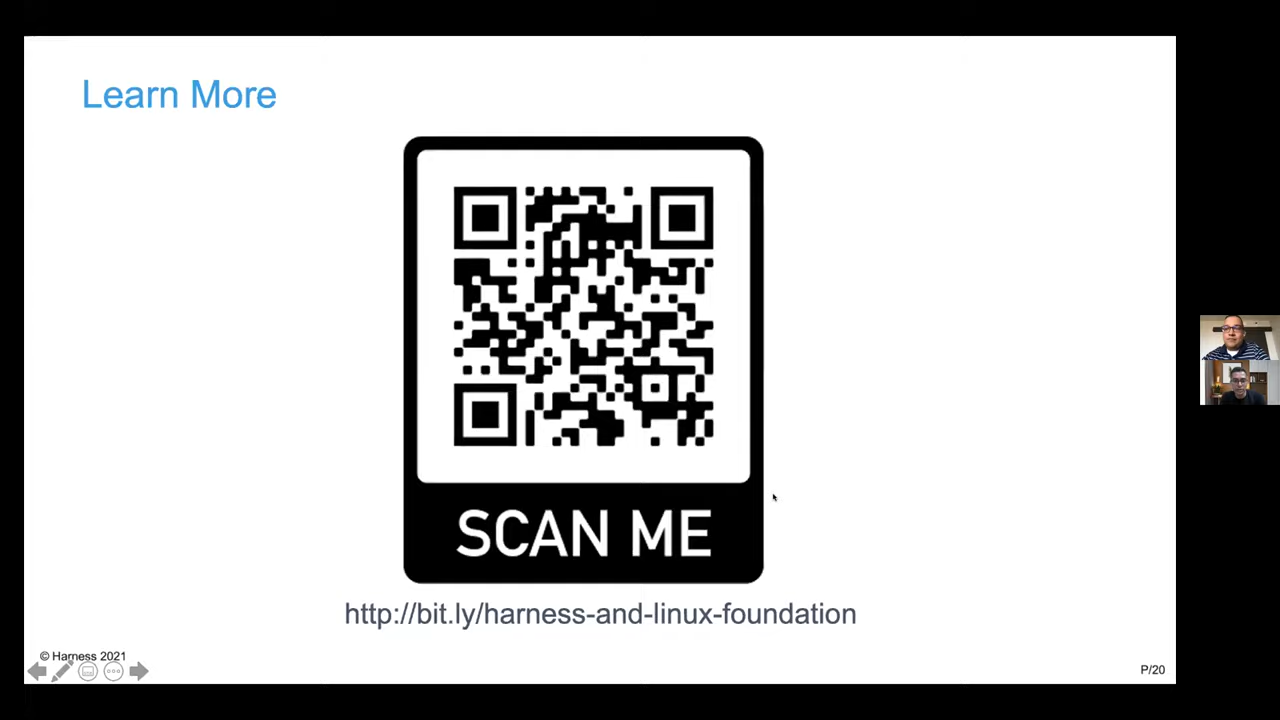 Learn More
SCAN ME
http://bit.ly/harness-and-linux-foundation
© Harness 2021
P/20